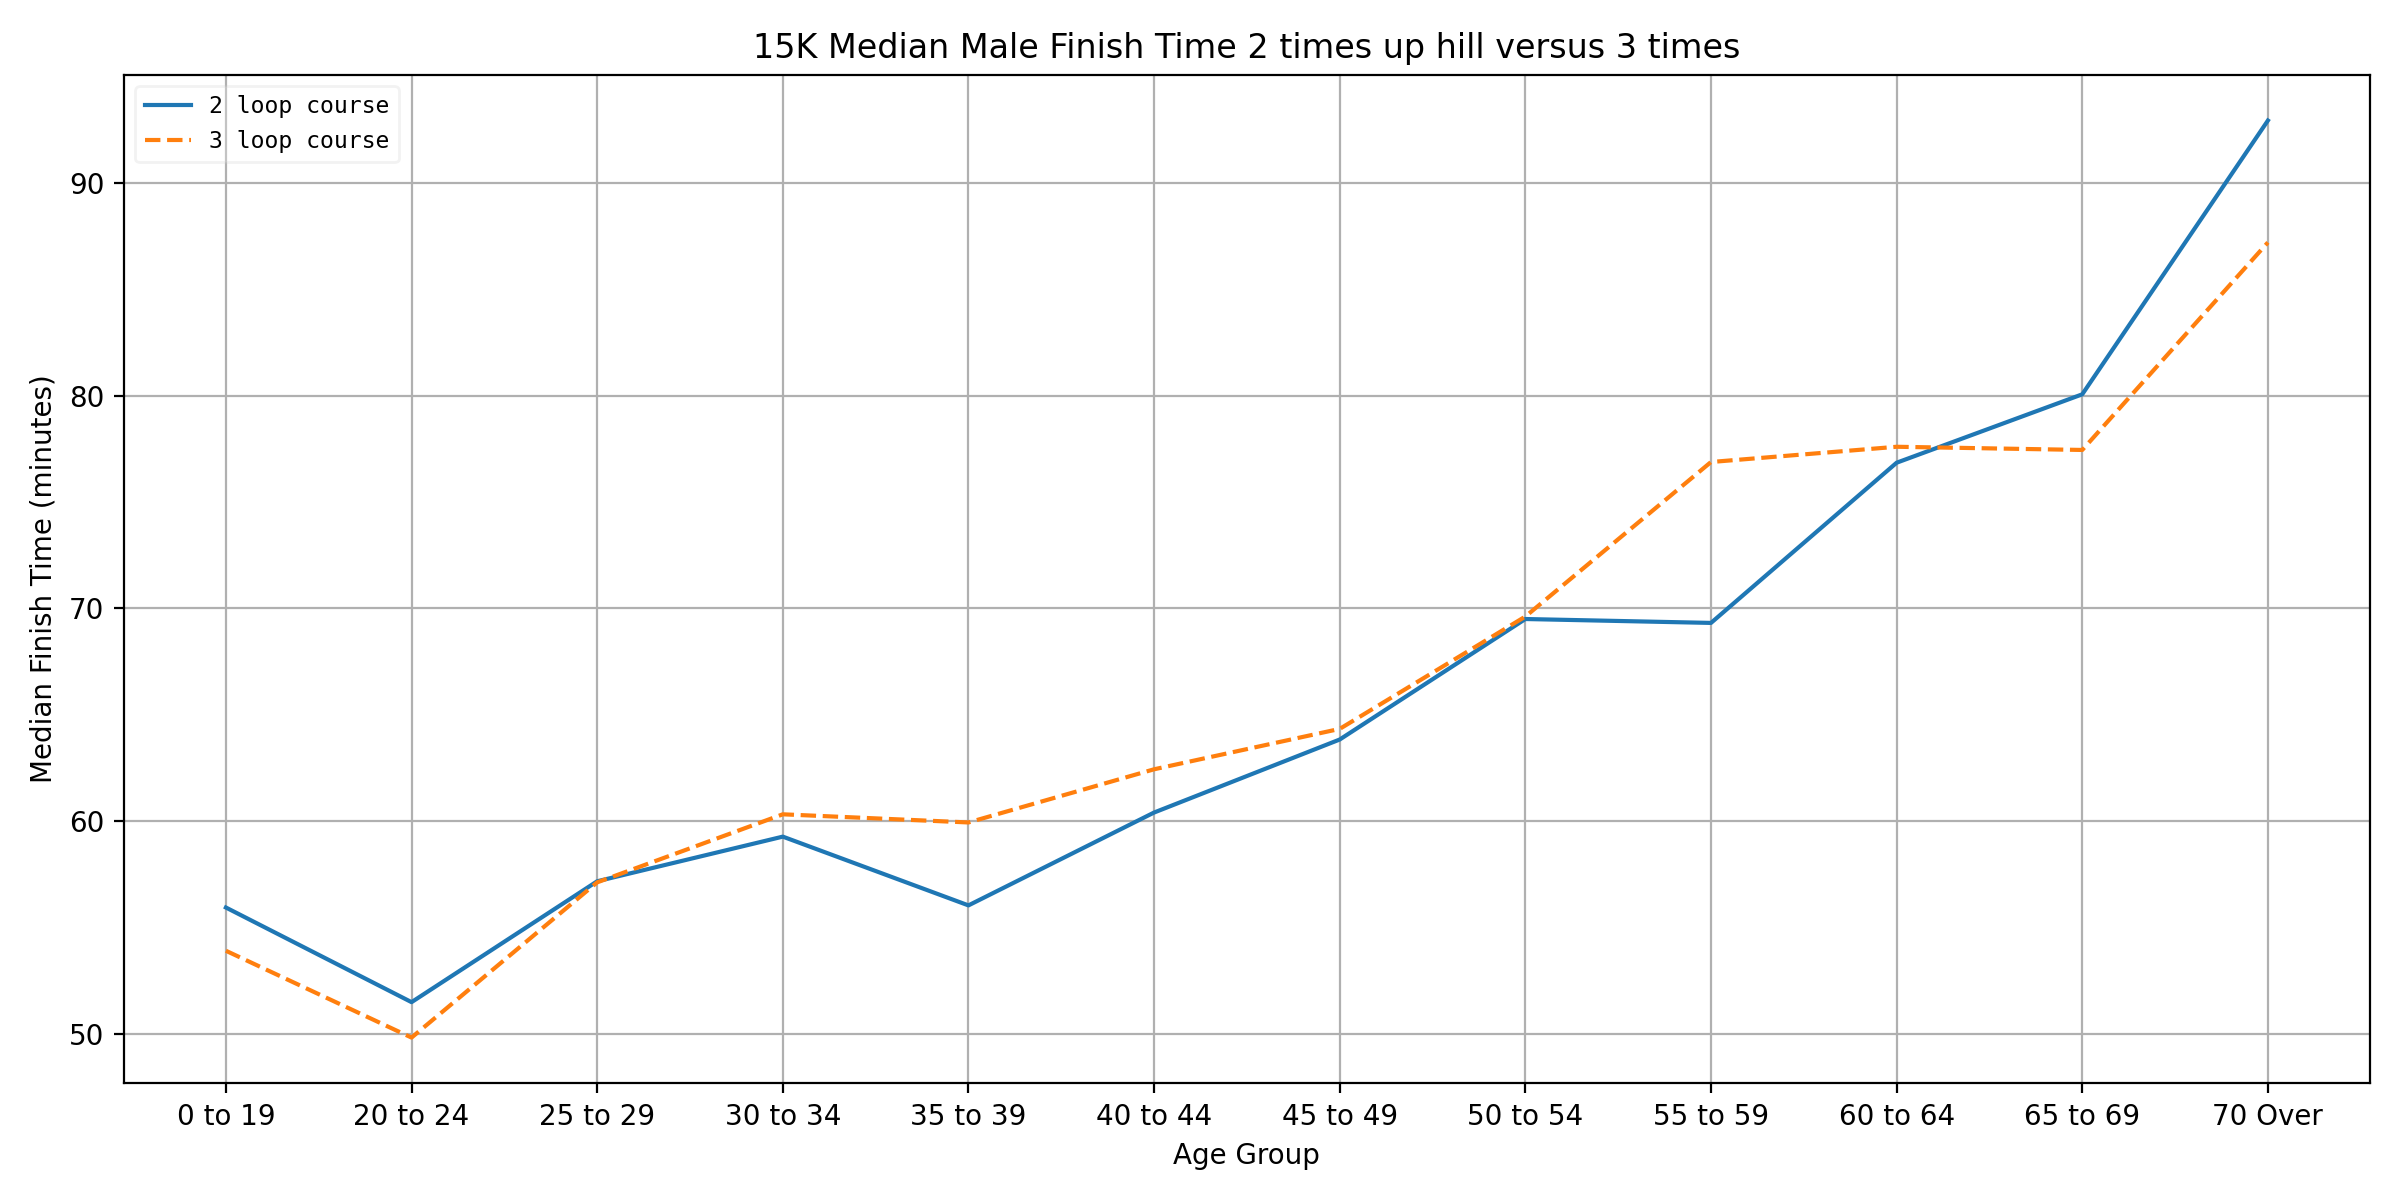 15K Median Male Finish Time 2 times up hill versus 3 times
2 loop course
3 loop course
Median Finish Time (minutes)
90
80
70
60
50
0 to 19
20 to 24
25 to 29
30 to 34
35 to 39
40 to 44
45 to 49
50 to 54
55 to 59
60 to 64
65 to 69
70 Over
Age Group